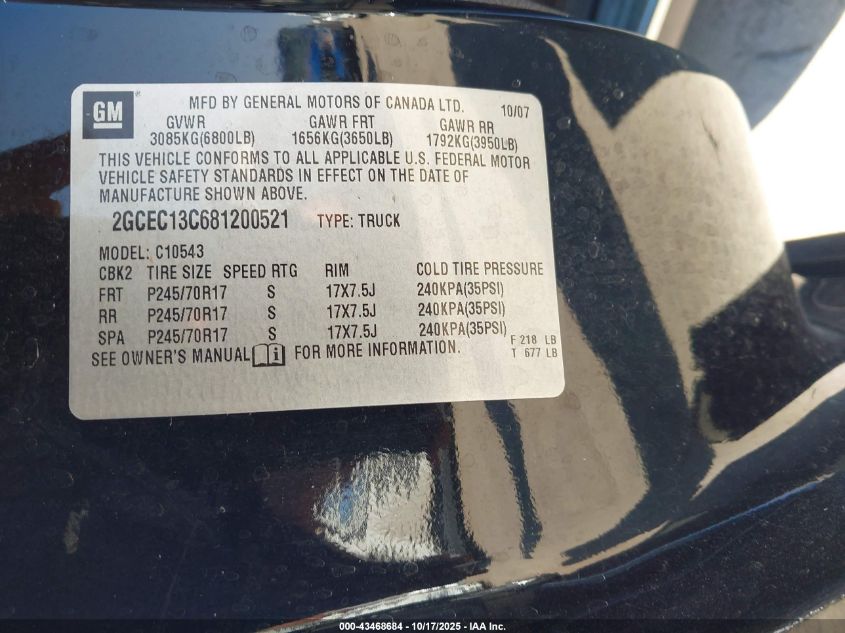 GM
MFD BY GENERAL MOTORS OF CANADA LTD. 10/07
GVWR GAWR FRT GAWR RR
3085KG(6800LB) 1656KG(3650LB) 1792KG(3950LB)
THIS VEHICLE CONFORMS TO ALL APPLICABLE U.S. FEDERAL MOTOR
VEHICLE SAFETY STANDARDS IN EFFECT ON THE DATE OF
MANUFACTURE SHOWN ABOVE.
2GCEC13C681200521 TYPE: TRUCK
MODEL: C10543
CBK2 TIRE SIZE SPEED RTG RIM COLD TIRE PRESSURE
FRT P245/70R17 S 17X7.5J 240KPA(35PSI)
RR P245/70R17 S 17X7.5J 240KPA(35PSI)
SPA P245/70R17 S 17X7.5J 240KPA(35PSI)
SEE OWNER'S MANUAL i FOR MORE INFORMATION.
F 218 LB
T 677 LB
000-43468684 - 10/17/2025 - IAA Inc.